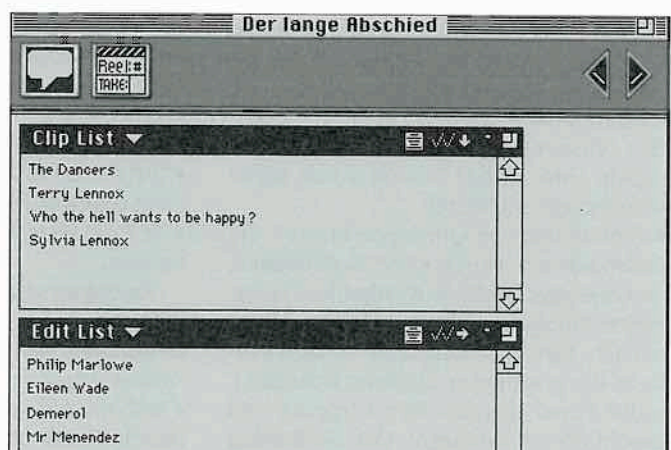 Der lange Abschied
Reel:#
TAKE:
Clip List
The Dancers
Terry Lennox
Who the hell wants to be happy?
Sylvia Lennox
Edit List
Philip Marlowe
Eileen Wade
Demerol
Mr Menendez